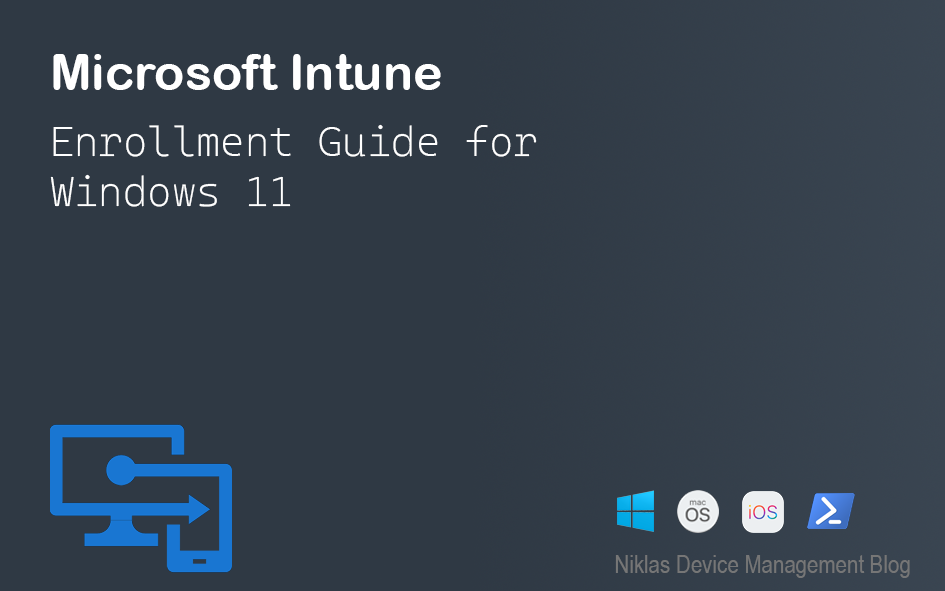 Microsoft Intune
Enrollment Guide for
Windows 11
mac
OS
iOS
Niklas Device Management Blog